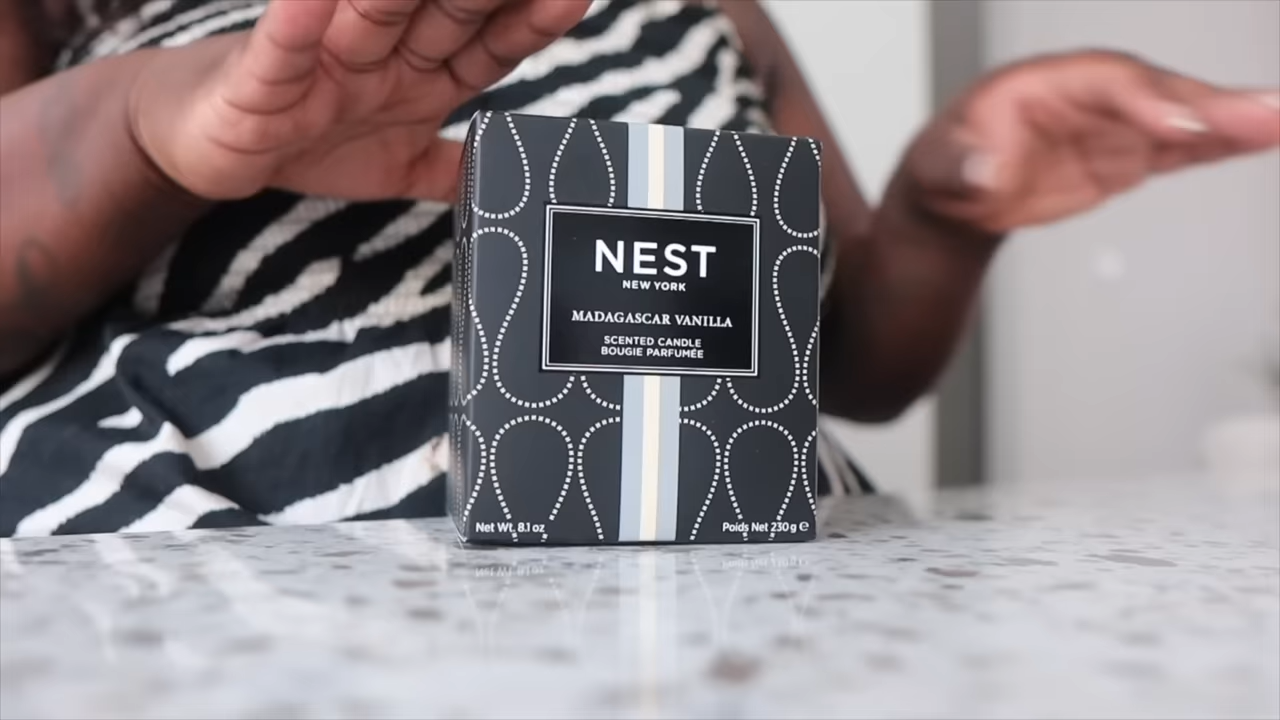 NEST
NEW YORK
MADAGASCAR VANILLA
SCENTED CANDLE
BOUGIE PARFUMÉE
Net Wt. 8.1 oz
Poids Net 230 g ℮